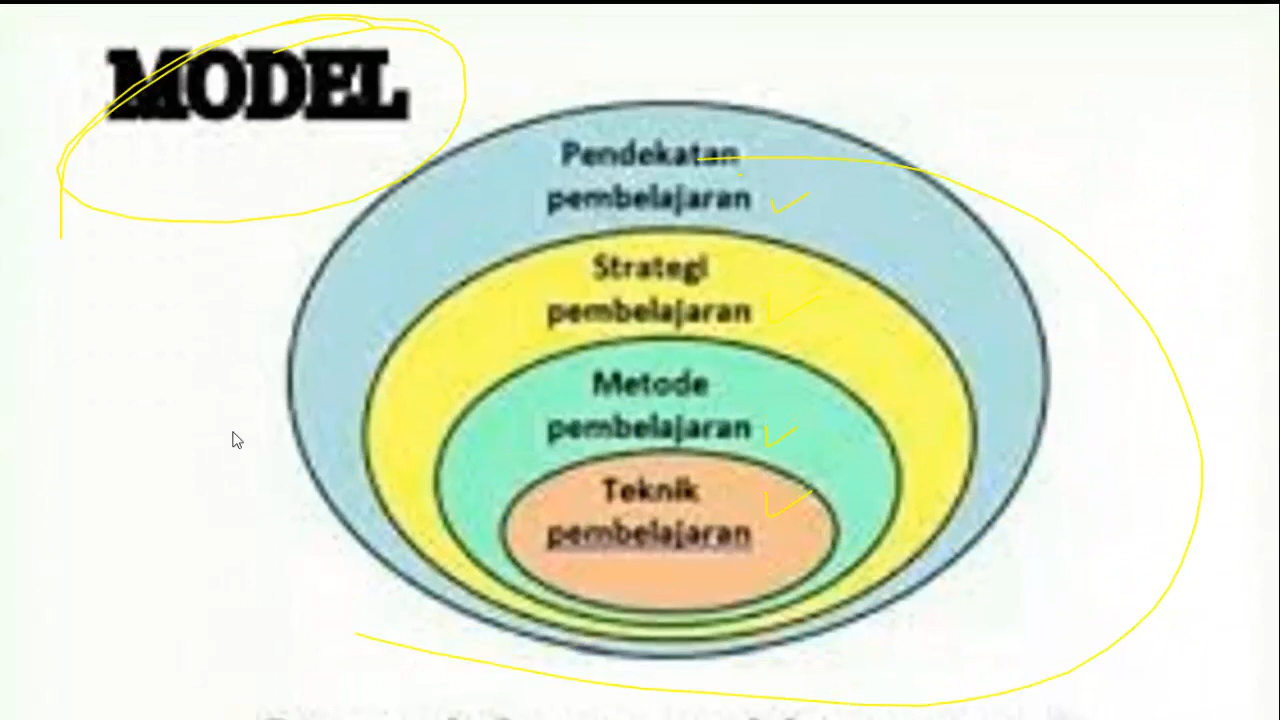 MODEL
Pendekatan
pembelajaran
Strategi
pembelajaran
Metode
pembelajaran
Teknik
pembelajaran